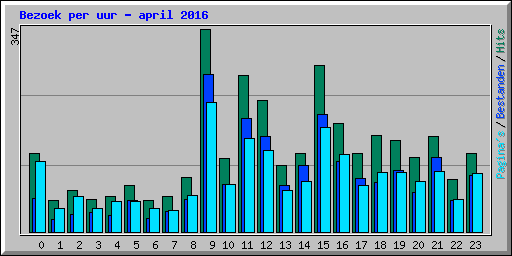 Bezoek per uur - april 2016
347
Pagina's / Bestanden / Hits
0 1 2 3 4 5 6 7 8 9 10 11 12 13 14 15 16 17 18 19 20 21 22 23